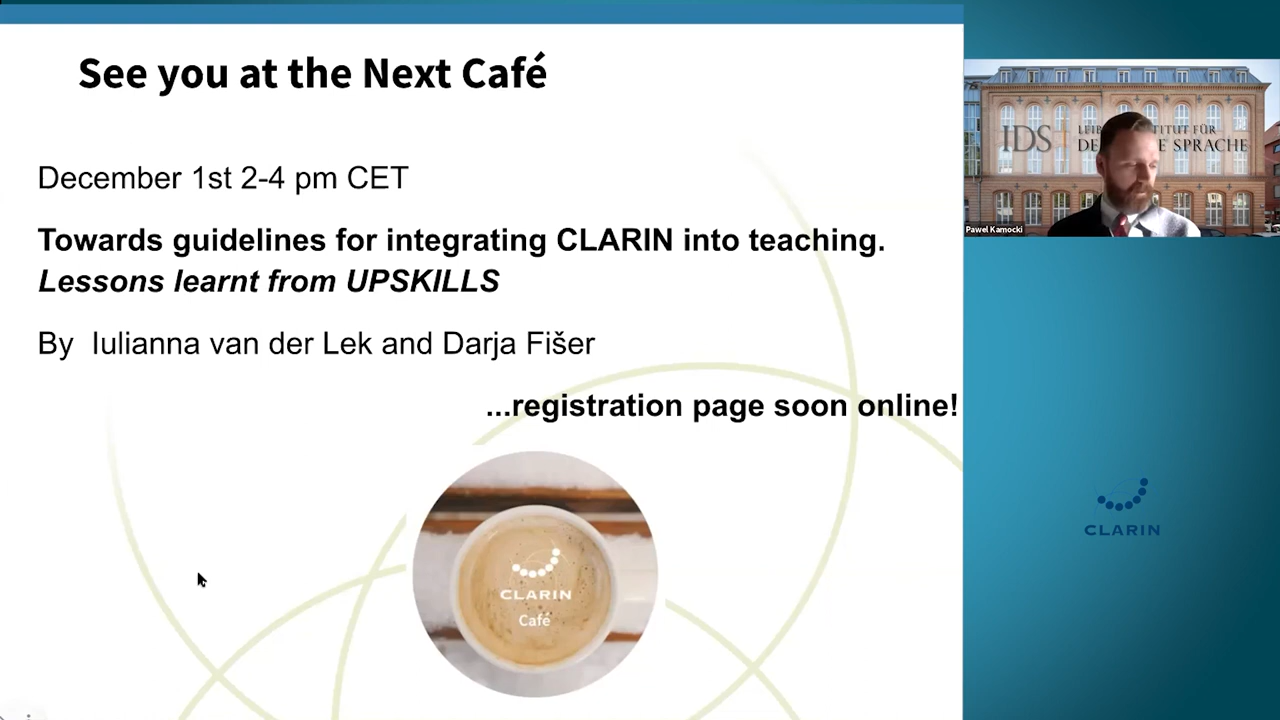 See you at the Next Café
December 1st 2-4 pm CET
Towards guidelines for integrating CLARIN into teaching.
Lessons learnt from UPSKILLS
By Iulianna van der Lek and Darja Fišer
...registration page soon online!
CLARIN
Café
IDS
LEIB TITUT FÜR
DE E SPRACHE
Pawel Kamocki
CLARIN